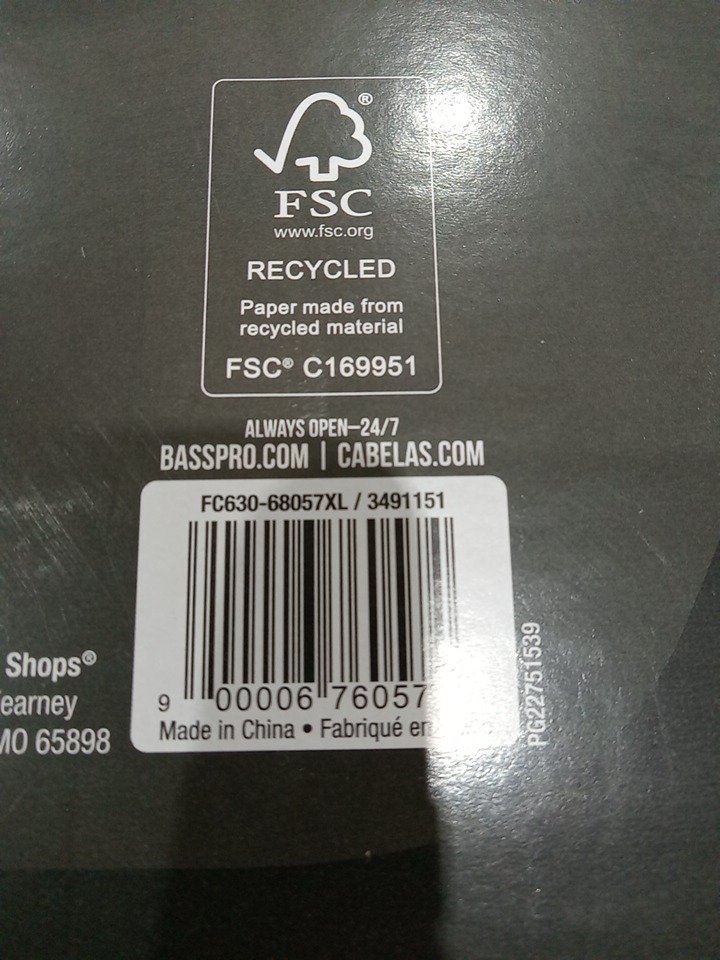 ®
FSC
www.fsc.org
RECYCLED
Paper made from
recycled material
FSC® C169951
ALWAYS OPEN–24/7
BASSPRO.COM | CABELAS.COM
FC630-68057XL / 3491151
9 00006 76057
Made in China • Fabriqué en
PG22751539
Shops®
MO 65898